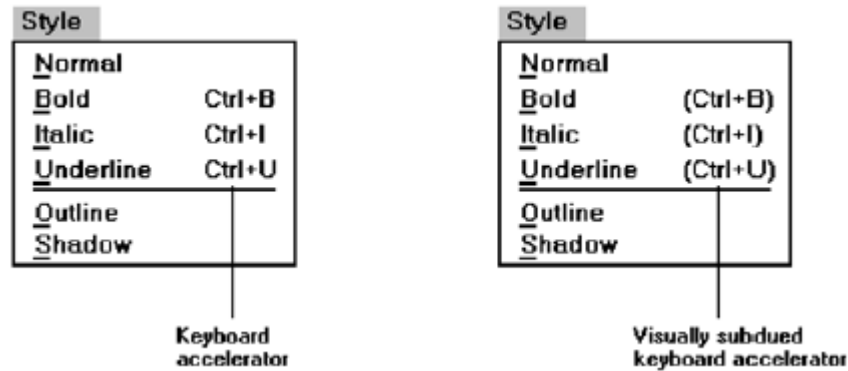 Style
Normal
Bold Ctrl+B
Italic Ctrl+I
Underline Ctrl+U
Outline
Shadow
Keyboard
accelerator
Style
Normal
Bold (Ctrl+B)
Italic (Ctrl+I)
Underline (Ctrl+U)
Outline
Shadow
Visually subdued
keyboard accelerator